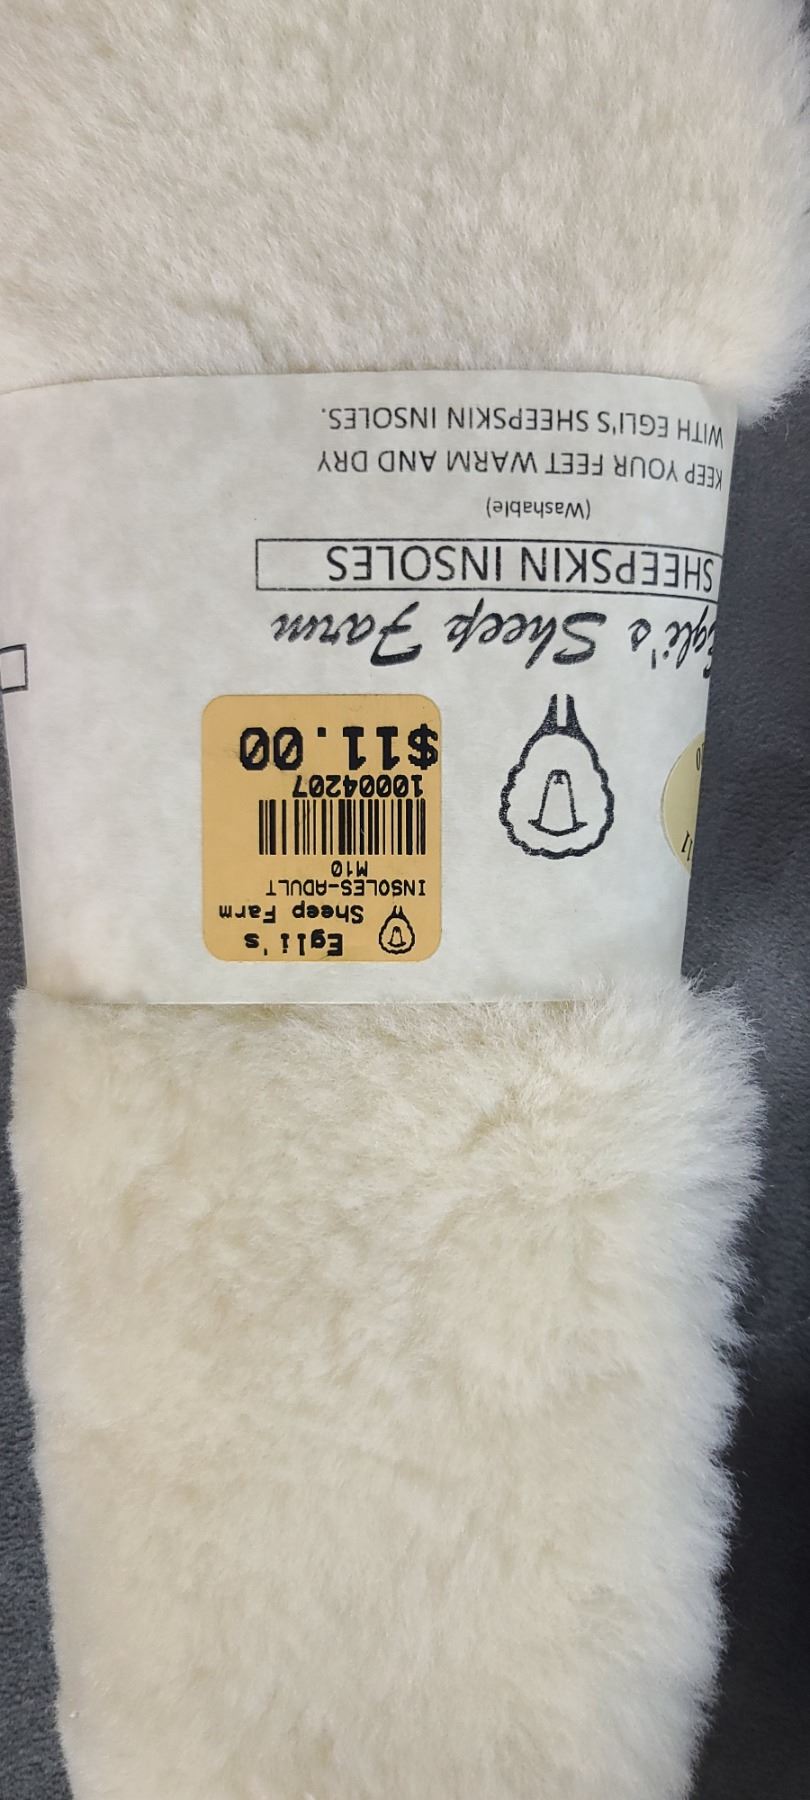 Egli's
Sheep Farm
INSOLES-ADULT
M10
10004207
$11.00
Egli's Sheep Farm
SHEEPSKIN INSOLES
(Washable)
KEEP YOUR FEET WARM AND DRY
WITH EGLI'S SHEEPSKIN INSOLES.